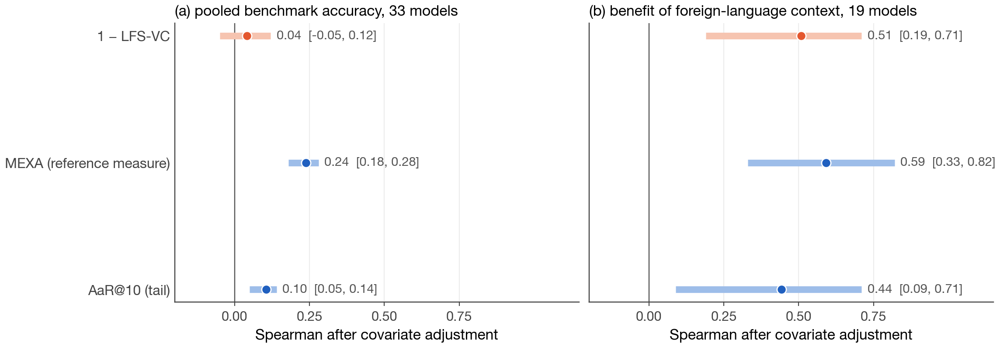 (a) pooled benchmark accuracy, 33 models
1 – LFS-VC
0.04 [-0.05, 0.12]
MEXA (reference measure)
0.24 [0.18, 0.28]
AaR@10 (tail)
0.10 [0.05, 0.14]
0.00 0.25 0.50 0.75
Spearman after covariate adjustment
(b) benefit of foreign-language context, 19 models
0.51 [0.19, 0.71]
0.59 [0.33, 0.82]
0.44 [0.09, 0.71]
0.00 0.25 0.50 0.75
Spearman after covariate adjustment